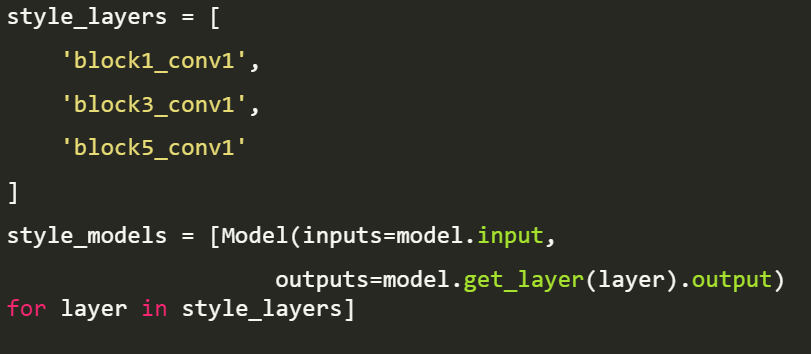 style_layers = [
    'block1_conv1',
    'block3_conv1',
    'block5_conv1'
]
style_models = [Model(inputs=model.input,
                    outputs=model.get_layer(layer).output)
for layer in style_layers]